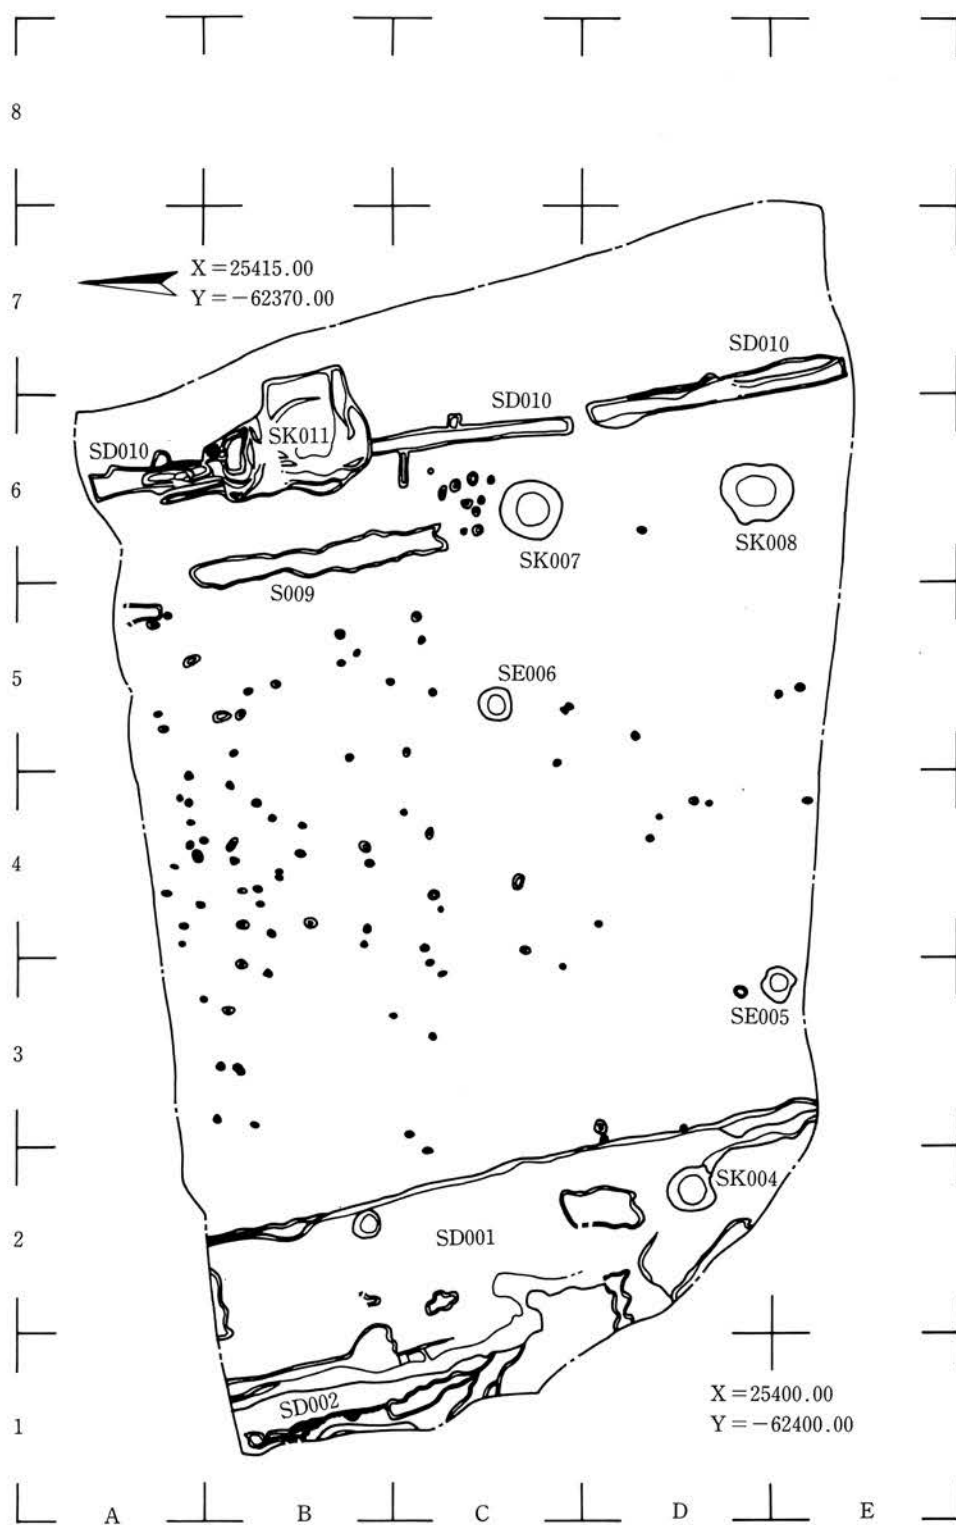 8
X=25415.00
Y=−62370.00
7
SD010
SD010
SK011
SD010
6
SK008
SK007
S009
5
SE006
4
SE005
3
SK004
2
SD001
X=25400.00
Y=−62400.00
SD002
1
A
B
C
D
E